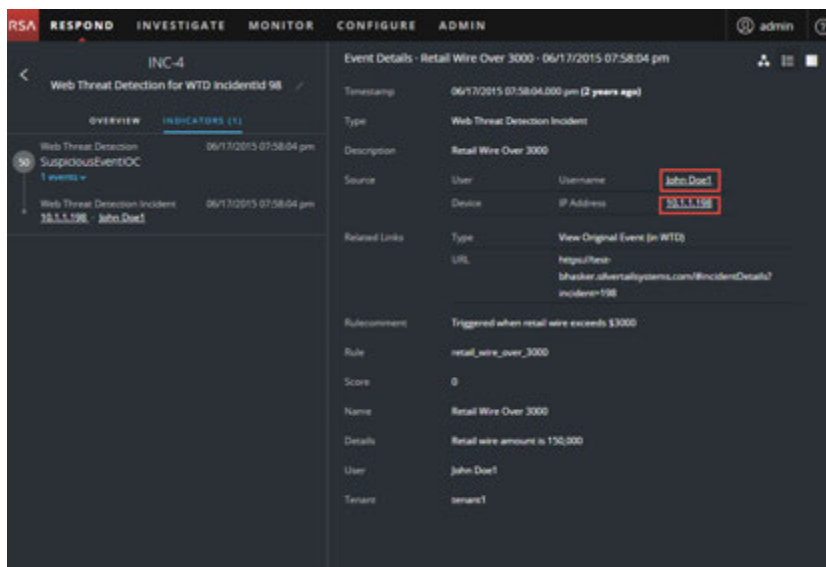 RSA RESPOND INVESTIGATE MONITOR CONFIGURE ADMIN admin ?
INC-4
Web Threat Detection for WTD IncidentId 98
OVERVIEW INDICATORS (1)
50
Web Threat Detection 06/17/2015 07:58:04 pm
SuspiciousEventIOC
1 events
Web Threat Detection Incident 06/17/2015 07:58:04 pm
10.1.1.198 - John Doe1
Event Details - Retail Wire Over 3000 - 06/17/2015 07:58:04 pm
Timestamp 06/17/2015 07:58:04.000 pm (2 years ago)
Type Web Threat Detection Incident
Description Retail Wire Over 3000
Source User Username John Doe1
Device IP Address 10.1.1.198
Related Links Type View Original Event (in WTD)
URL https://test-
bhasker.silvertailsystems.com/#incidentDetails?
incident=198
Rulecomment Triggered when retail wire exceeds $3000
Rule retail_wire_over_3000
Score 0
Name Retail Wire Over 3000
Details Retail wire amount is 150,000
User John Doe1
Tenant tenant1